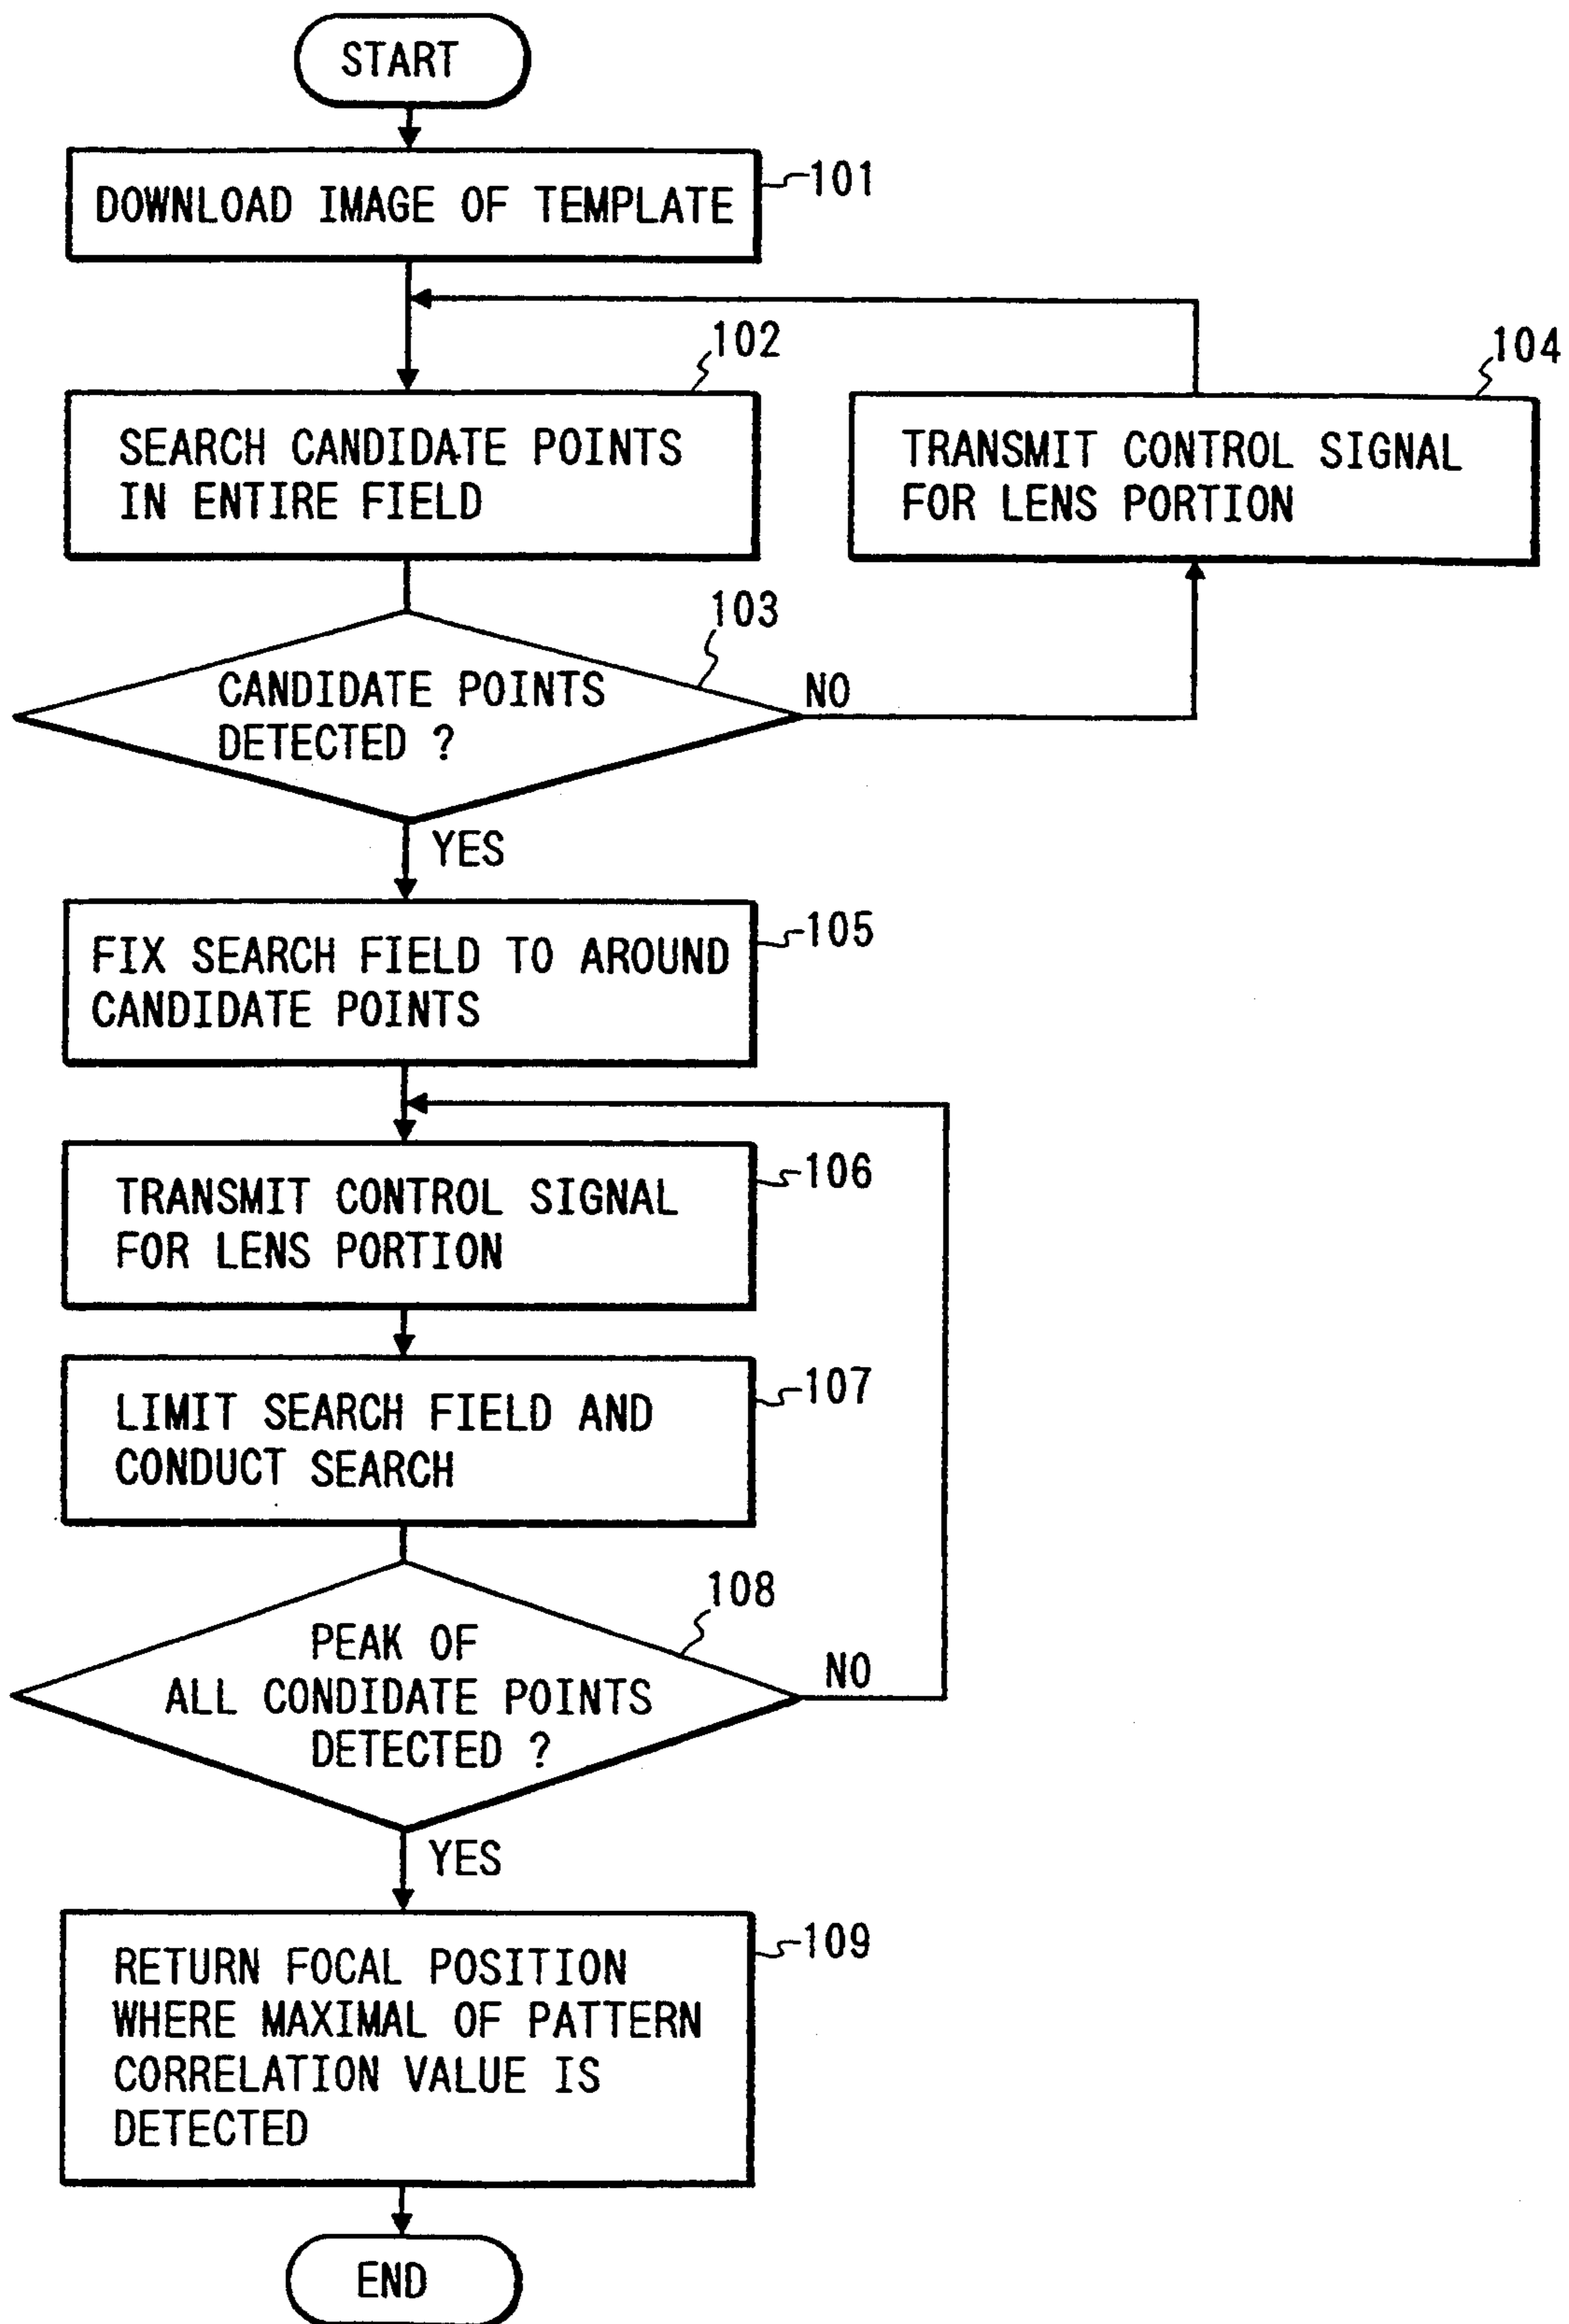 START
DOWNLOAD IMAGE OF TEMPLATE
101
102
SEARCH CANDIDATE POINTS
IN ENTIRE FIELD
104
TRANSMIT CONTROL SIGNAL
FOR LENS PORTION
103
CANDIDATE POINTS
DETECTED ?
NO
YES
105
FIX SEARCH FIELD TO AROUND
CANDIDATE POINTS
106
TRANSMIT CONTROL SIGNAL
FOR LENS PORTION
107
LIMIT SEARCH FIELD AND
CONDUCT SEARCH
108
PEAK OF
ALL CONDIDATE POINTS
DETECTED ?
NO
YES
109
RETURN FOCAL POSITION
WHERE MAXIMAL OF PATTERN
CORRELATION VALUE IS
DETECTED
END